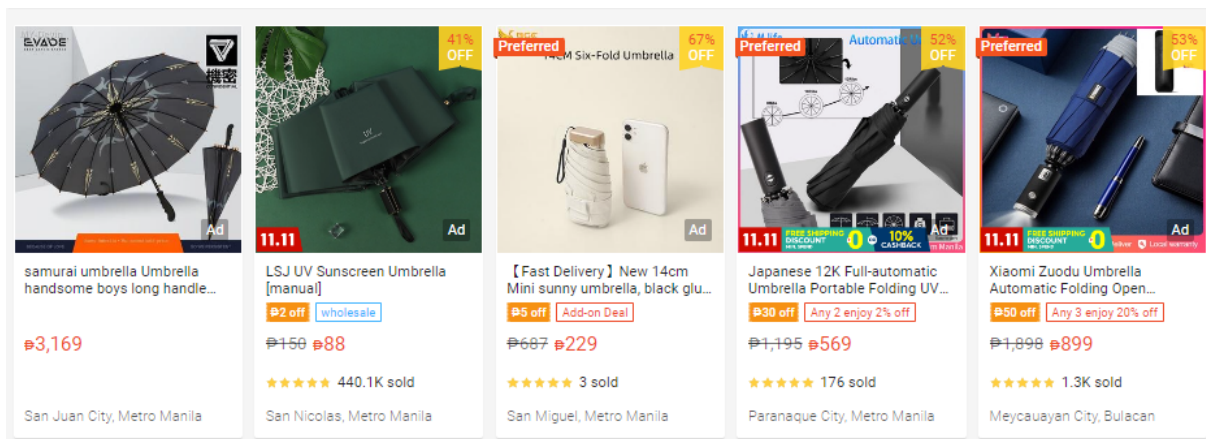 EVADE
機密
Ad
samurai umbrella Umbrella
handsome boys long handle...
₱3,169
San Juan City, Metro Manila
41%
OFF
UV
Ad
11.11
LSJ UV Sunscreen Umbrella
[manual]
₱2 off
wholesale
₱150 ₱88
440.1K sold
San Nicolas, Metro Manila
Preferred
67%
OFF
14CM Six-Fold Umbrella
Ad
【Fast Delivery】New 14cm
Mini sunny umbrella, black glu...
₱5 off
Add-on Deal
₱687 ₱229
3 sold
San Miguel, Metro Manila
Preferred
Automatic
52%
OFF
Ad
11.11
FREE SHIPPING
DISCOUNT
₱0
10%
CASHBACK
Japanese 12K Full-automatic
Umbrella Portable Folding UV...
₱30 off
Any 2 enjoy 2% off
₱1,195 ₱569
176 sold
Paranaque City, Metro Manila
Preferred
53%
OFF
Ad
11.11
FREE SHIPPING
DISCOUNT
₱0
Local warranty
Xiaomi Zuodu Umbrella
Automatic Folding Open...
₱50 off
Any 3 enjoy 20% off
₱1,898 ₱899
1.3K sold
Meycauayan City, Bulacan